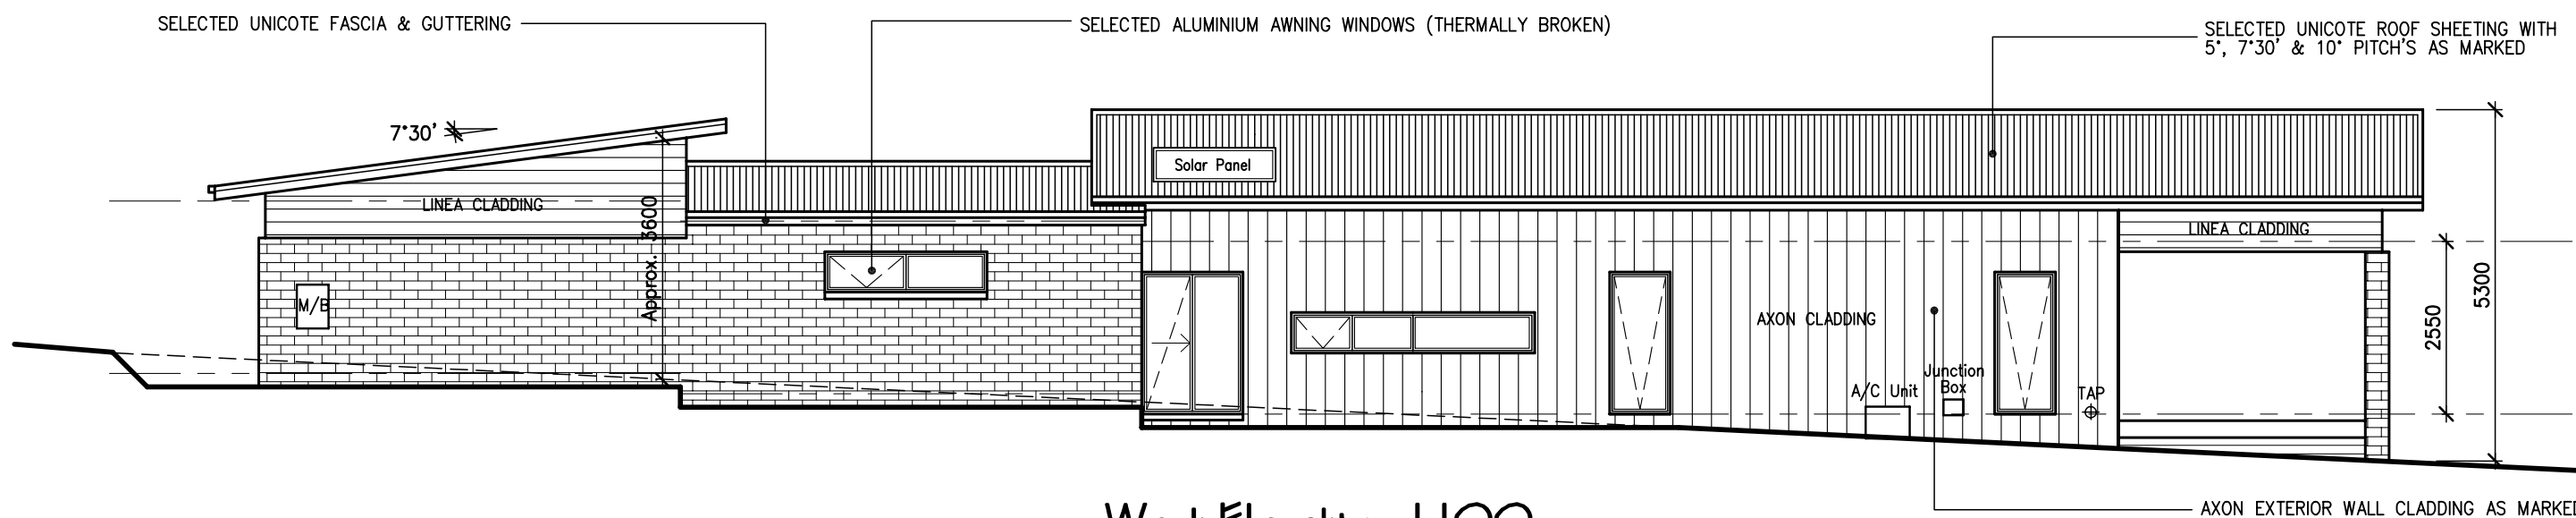 SELECTED UNICOTE FASCIA & GUTTERING
SELECTED ALUMINIUM AWNING WINDOWS (THERMALLY BROKEN)
SELECTED UNICOTE ROOF SHEETING WITH
5°, 7°30' & 10° PITCH'S AS MARKED
7°30'
Solar Panel
LINEA CLADDING
LINEA CLADDING
Approx. 3600
M/B
AXON CLADDING
5300
2550
Junction
Box
A/C Unit
TAP
AXON EXTERIOR WALL CLADDING AS MARKED